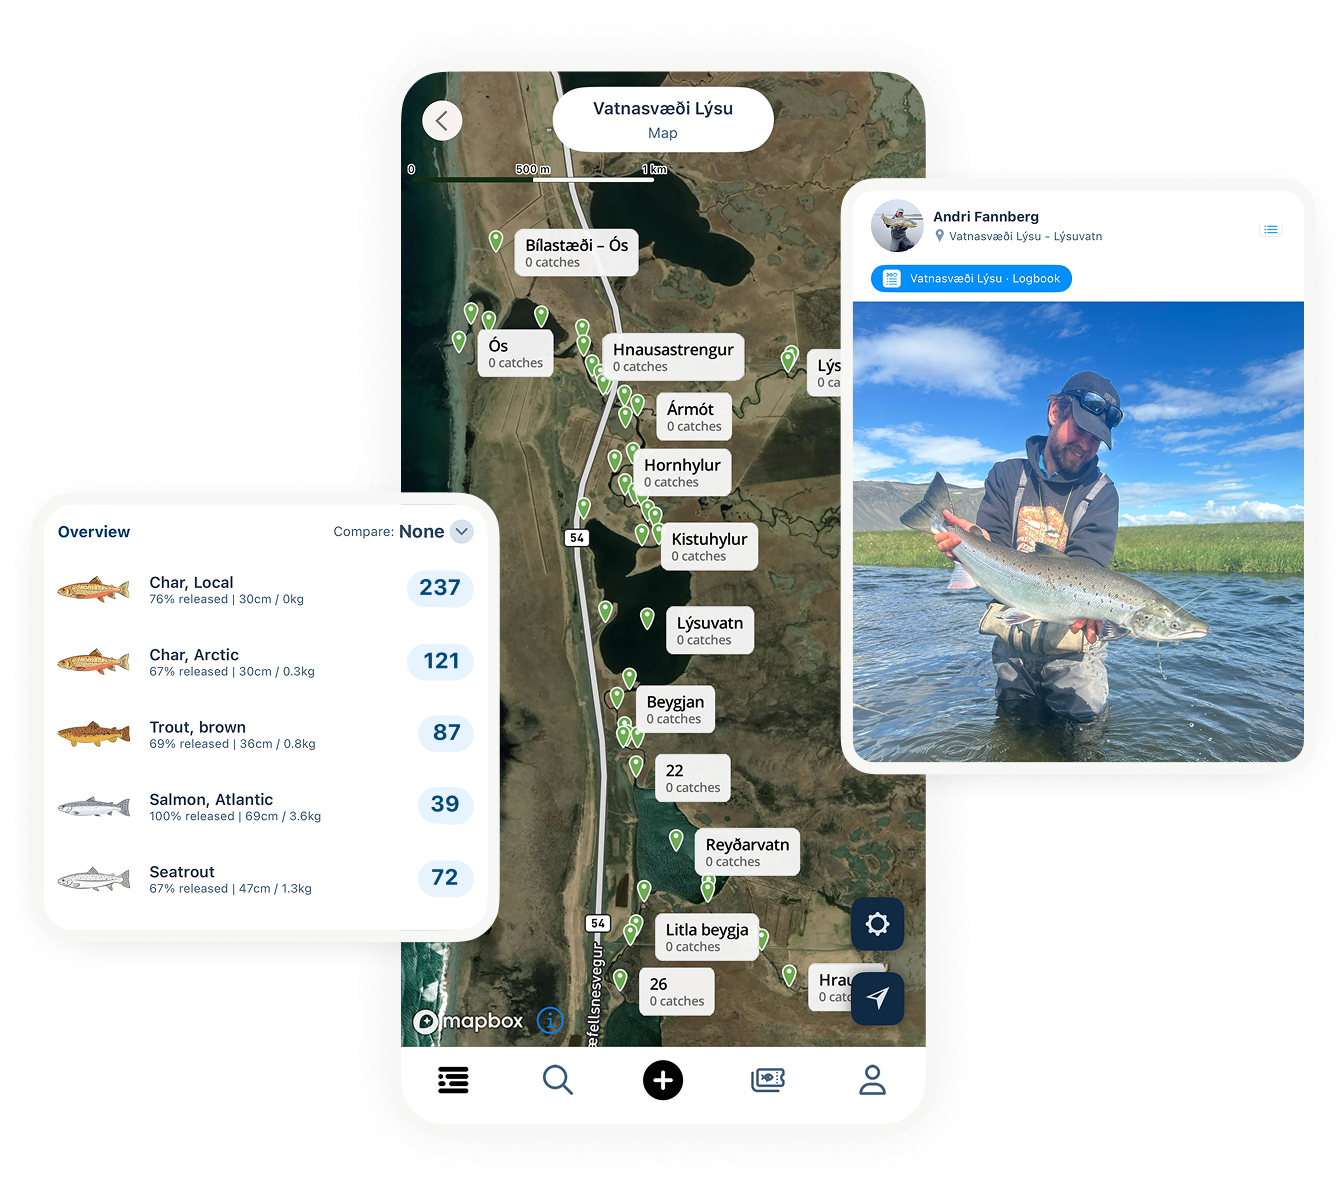 Vatnasvæði Lýsu
Map
0 500 m 1 km
Bílastæði – Ós
0 catches
Ós
0 catches
Hnausastrengur
0 catches
Lýs
0 ca
Ármót
0 catches
Hornhylur
0 catches
54
Kistuhylur
0 catches
Lýsuvatn
0 catches
Beygjan
0 catches
22
0 catches
Reyðarvatn
0 catches
54
Litla beygja
0 catches
26
0 catches
Hrau
0 catc
æfellsnesvegur
mapbox
Andri Fannberg
Vatnasvæði Lýsu - Lýsuvatn
Vatnasvæði Lýsu · Logbook
Overview
Compare: None
Char, Local
76% released | 30cm / 0kg
237
Char, Arctic
67% released | 30cm / 0.3kg
121
Trout, brown
69% released | 36cm / 0.8kg
87
Salmon, Atlantic
100% released | 69cm / 3.6kg
39
Seatrout
67% released | 47cm / 1.3kg
72